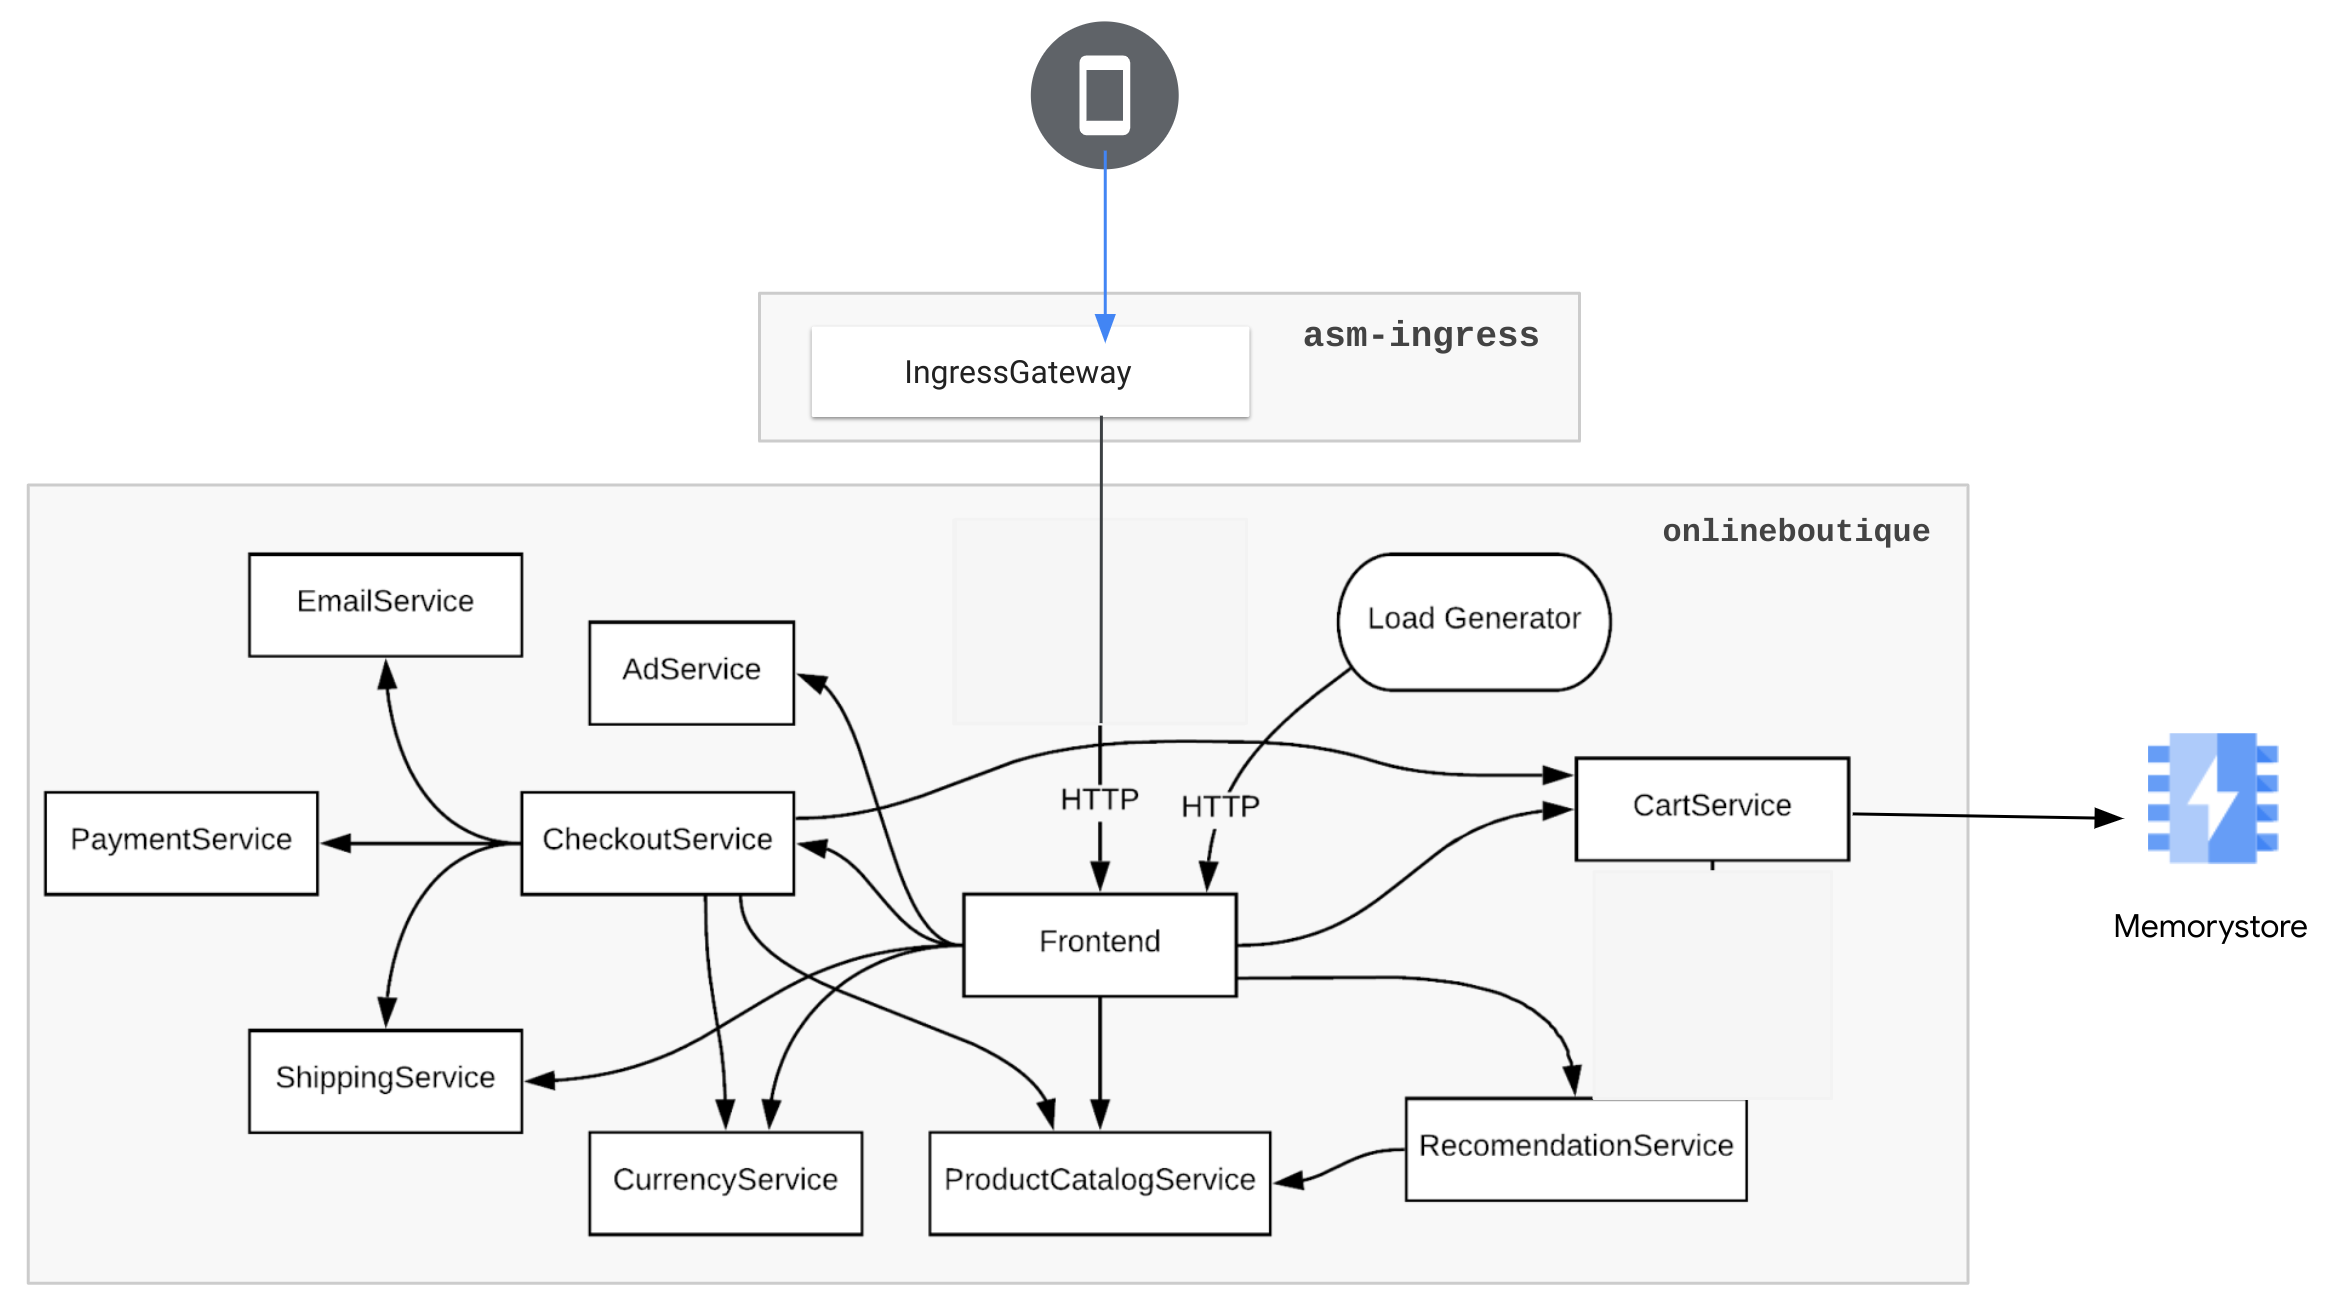 asm-ingress
IngressGateway
onlineboutique
EmailService
Load Generator
AdService
HTTP
HTTP
CartService
PaymentService
CheckoutService
Memorystore
Frontend
ShippingService
RecomendationService
CurrencyService
ProductCatalogService